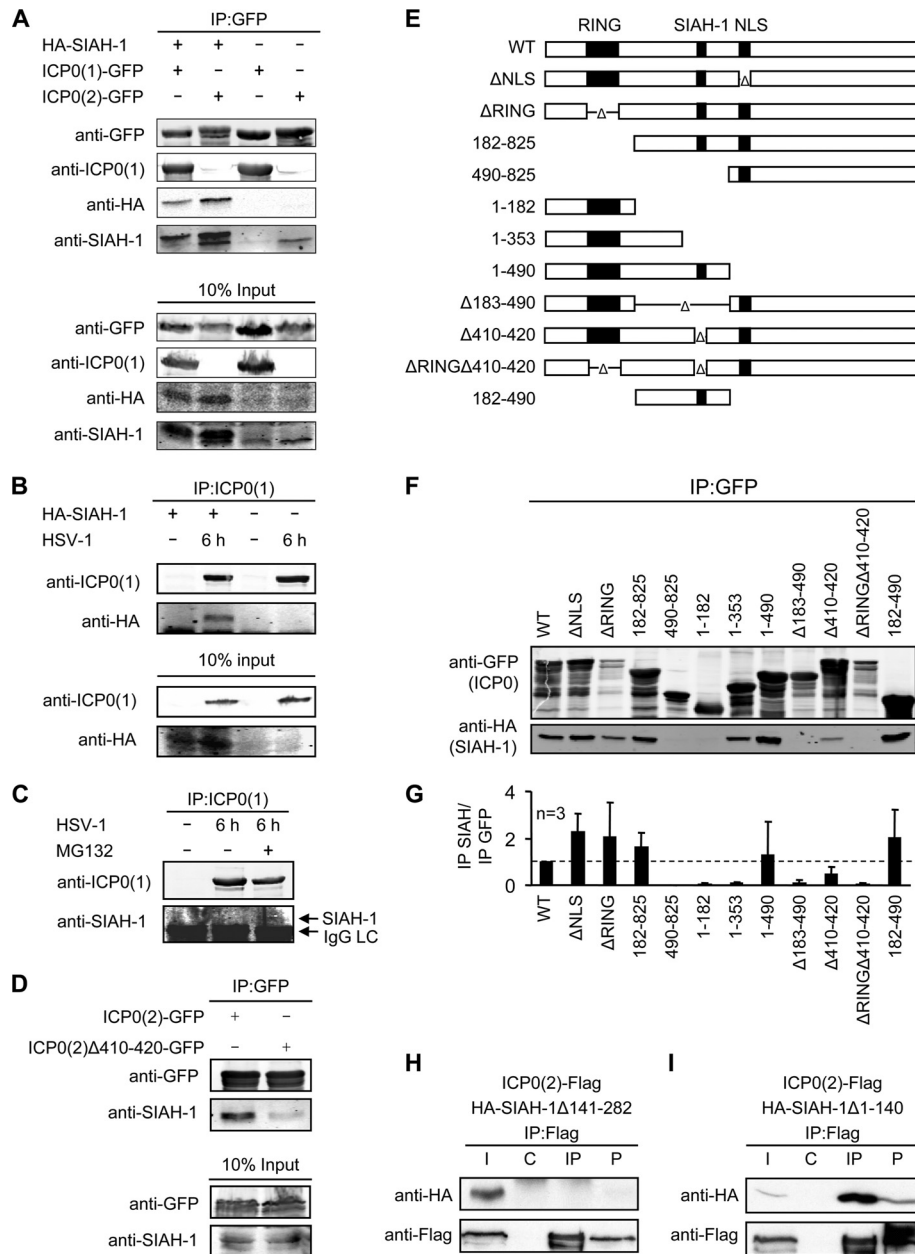 A
IP:GFP
HA-SIAH-1 + + − −
ICP0(1)-GFP + − + −
ICP0(2)-GFP − + − +
anti-GFP
anti-ICP0(1)
anti-HA
anti-SIAH-1
10% Input
anti-GFP
anti-ICP0(1)
anti-HA
anti-SIAH-1
B
IP:ICP0(1)
HA-SIAH-1 + + − −
HSV-1 − 6 h − 6 h
anti-ICP0(1)
anti-HA
10% input
anti-ICP0(1)
anti-HA
C
IP:ICP0(1)
HSV-1 − 6 h 6 h
MG132 − − +
anti-ICP0(1)
anti-SIAH-1
SIAH-1
IgG LC
D
IP:GFP
ICP0(2)-GFP + −
ICP0(2)Δ410-420-GFP − +
anti-GFP
anti-SIAH-1
10% Input
anti-GFP
anti-SIAH-1
E
RING SIAH-1 NLS
WT
ΔNLS Δ
ΔRING Δ
182-825
490-825
1-182
1-353
1-490
Δ183-490 Δ
Δ410-420 Δ
ΔRINGΔ410-420 Δ Δ
182-490
F
IP:GFP
WT ΔNLS ΔRING 182-825 490-825 1-182 1-353 1-490 Δ183-490 Δ410-420 ΔRINGΔ410-420 182-490
anti-GFP
(ICP0)
anti-HA
(SIAH-1)
G
IP SIAH/
IP GFP
4
2
0
n=3
WT ΔNLS ΔRING 182-825 490-825 1-182 1-353 1-490 Δ183-490 Δ410-420 ΔRINGΔ410-420 182-490
H
ICP0(2)-Flag
HA-SIAH-1Δ141-282
IP:Flag
I C IP P
anti-HA
anti-Flag
I
ICP0(2)-Flag
HA-SIAH-1Δ1-140
IP:Flag
I C IP P
anti-HA
anti-Flag